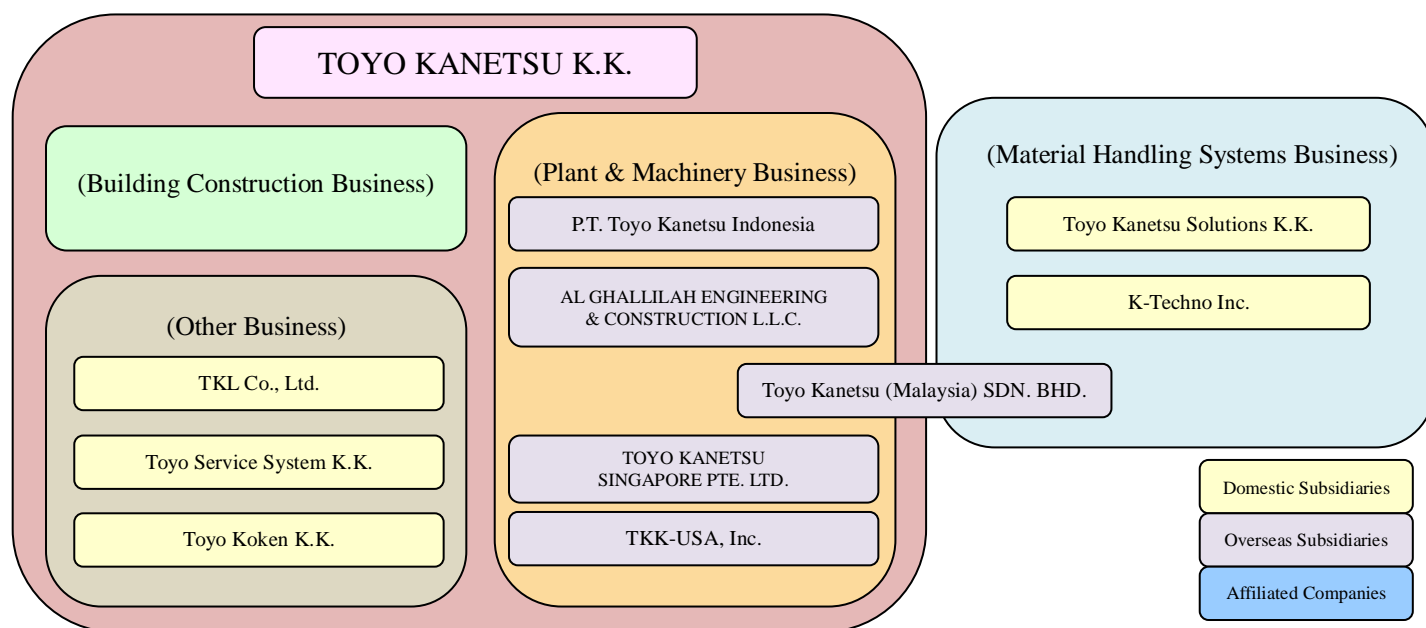 TOYO KANETSU K.K.
(Building Construction Business)
(Other Business)
TKL Co., Ltd.
Toyo Service System K.K.
Toyo Koken K.K.
(Plant & Machinery Business)
P.T. Toyo Kanetsu Indonesia
AL GHALLILAH ENGINEERING
& CONSTRUCTION L.L.C.
Toyo Kanetsu (Malaysia) SDN. BHD.
TOYO KANETSU
SINGAPORE PTE. LTD.
TKK-USA, Inc.
(Material Handling Systems Business)
Toyo Kanetsu Solutions K.K.
K-Techno Inc.
Domestic Subsidiaries
Overseas Subsidiaries
Affiliated Companies